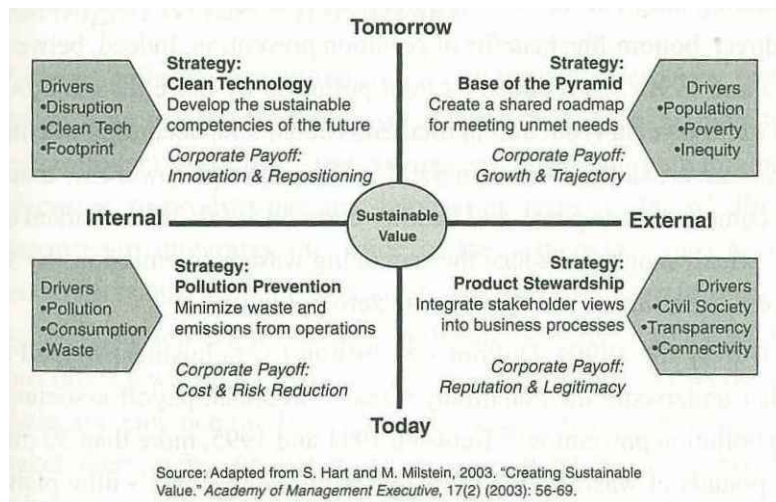 direct, bottom-line benefits of
Tomorrow
Drivers
•Disruption
•Clean Tech
•Footprint
Strategy:
Clean Technology
Develop the sustainable
competencies of the future
Corporate Payoff:
Innovation & Repositioning
Strategy:
Base of the Pyramid
Create a shared roadmap
for meeting unmet needs
Corporate Payoff:
Growth & Trajectory
Drivers
•Population
•Poverty
•Inequity
Internal
Sustainable
Value
External
Drivers
•Pollution
•Consumption
•Waste
Strategy:
Pollution Prevention
Minimize waste and
emissions from operations
Corporate Payoff:
Cost & Risk Reduction
Strategy:
Product Stewardship
Integrate stakeholder views
into business processes
Corporate Payoff:
Reputation & Legitimacy
Drivers
•Civil Society
•Transparency
•Connectivity
Today
Source: Adapted from S. Hart and M. Milstein, 2003. "Creating Sustainable
Value." Academy of Management Executive, 17(2) (2003): 56-69.